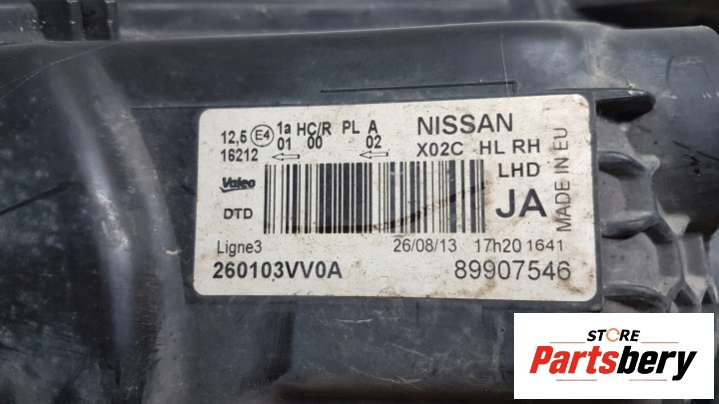 12,5 E4 1a HC/R PL A
16212 01 00 02
NISSAN
X02C HL RH
LHD
JA
MADE IN EU
Valeo
DTD
Ligne3
26/08/13 17h20 1641
260103VV0A
89907546
STORE
Partsbery